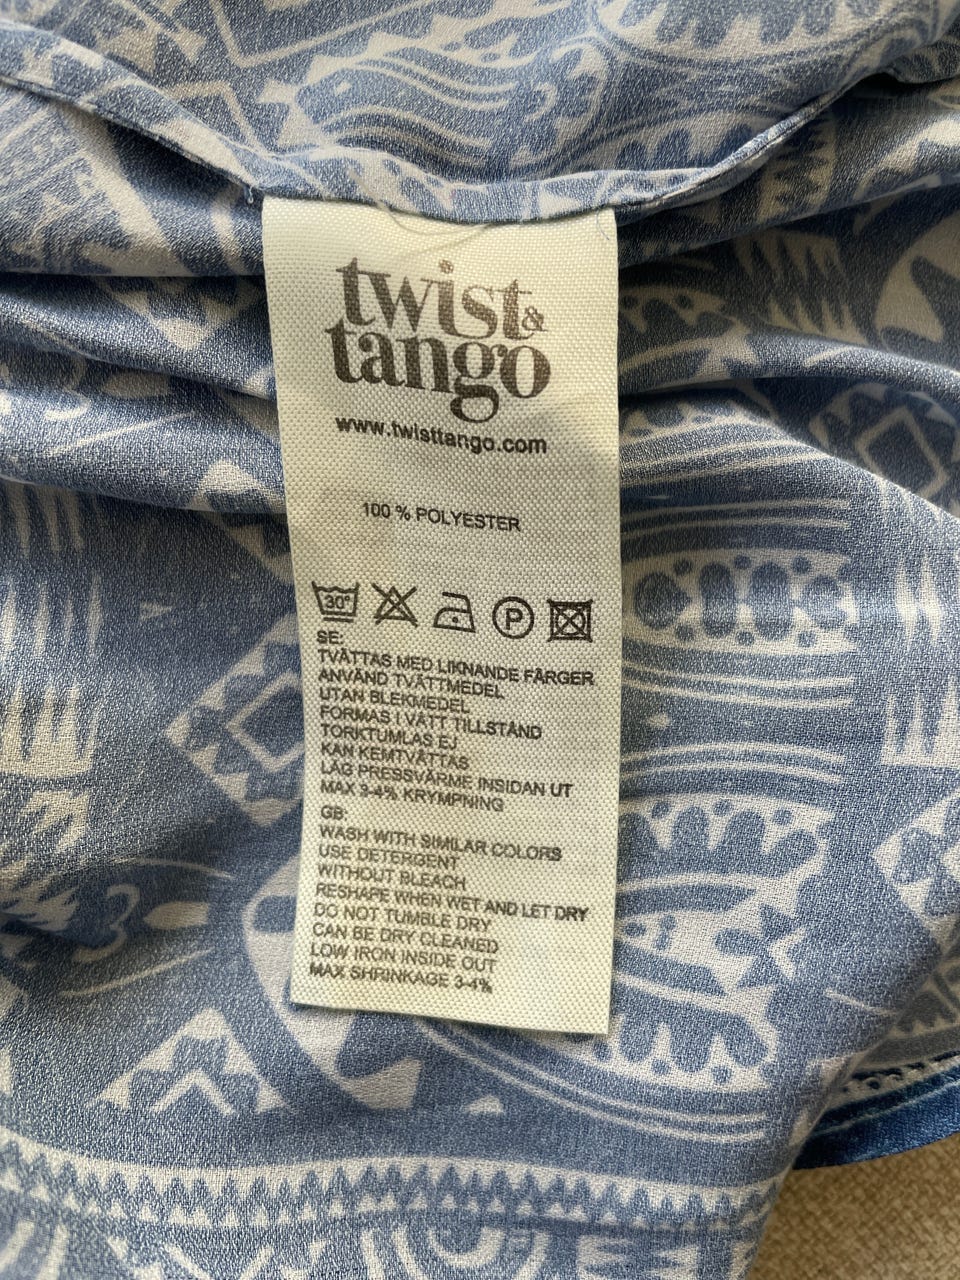 twist&
tango
www.twisttango.com
100 % POLYESTER
30° P
SE:
TVÄTTAS MED LIKNANDE FÄRGER
ANVÄND TVÄTTMEDEL
UTAN BLEKMEDEL
FORMAS I VÅTT TILLSTÅND
TORKTUMLAS EJ
KAN KEMTVÄTTAS
LÅG PRESSVÄRME INSIDAN UT
MAX 3-4% KRYMPNING
GB:
WASH WITH SIMILAR COLORS
USE DETERGENT
WITHOUT BLEACH
RESHAPE WHEN WET AND LET DRY
DO NOT TUMBLE DRY
CAN BE DRY CLEANED
LOW IRON INSIDE OUT
MAX SHRINKAGE 3-4%